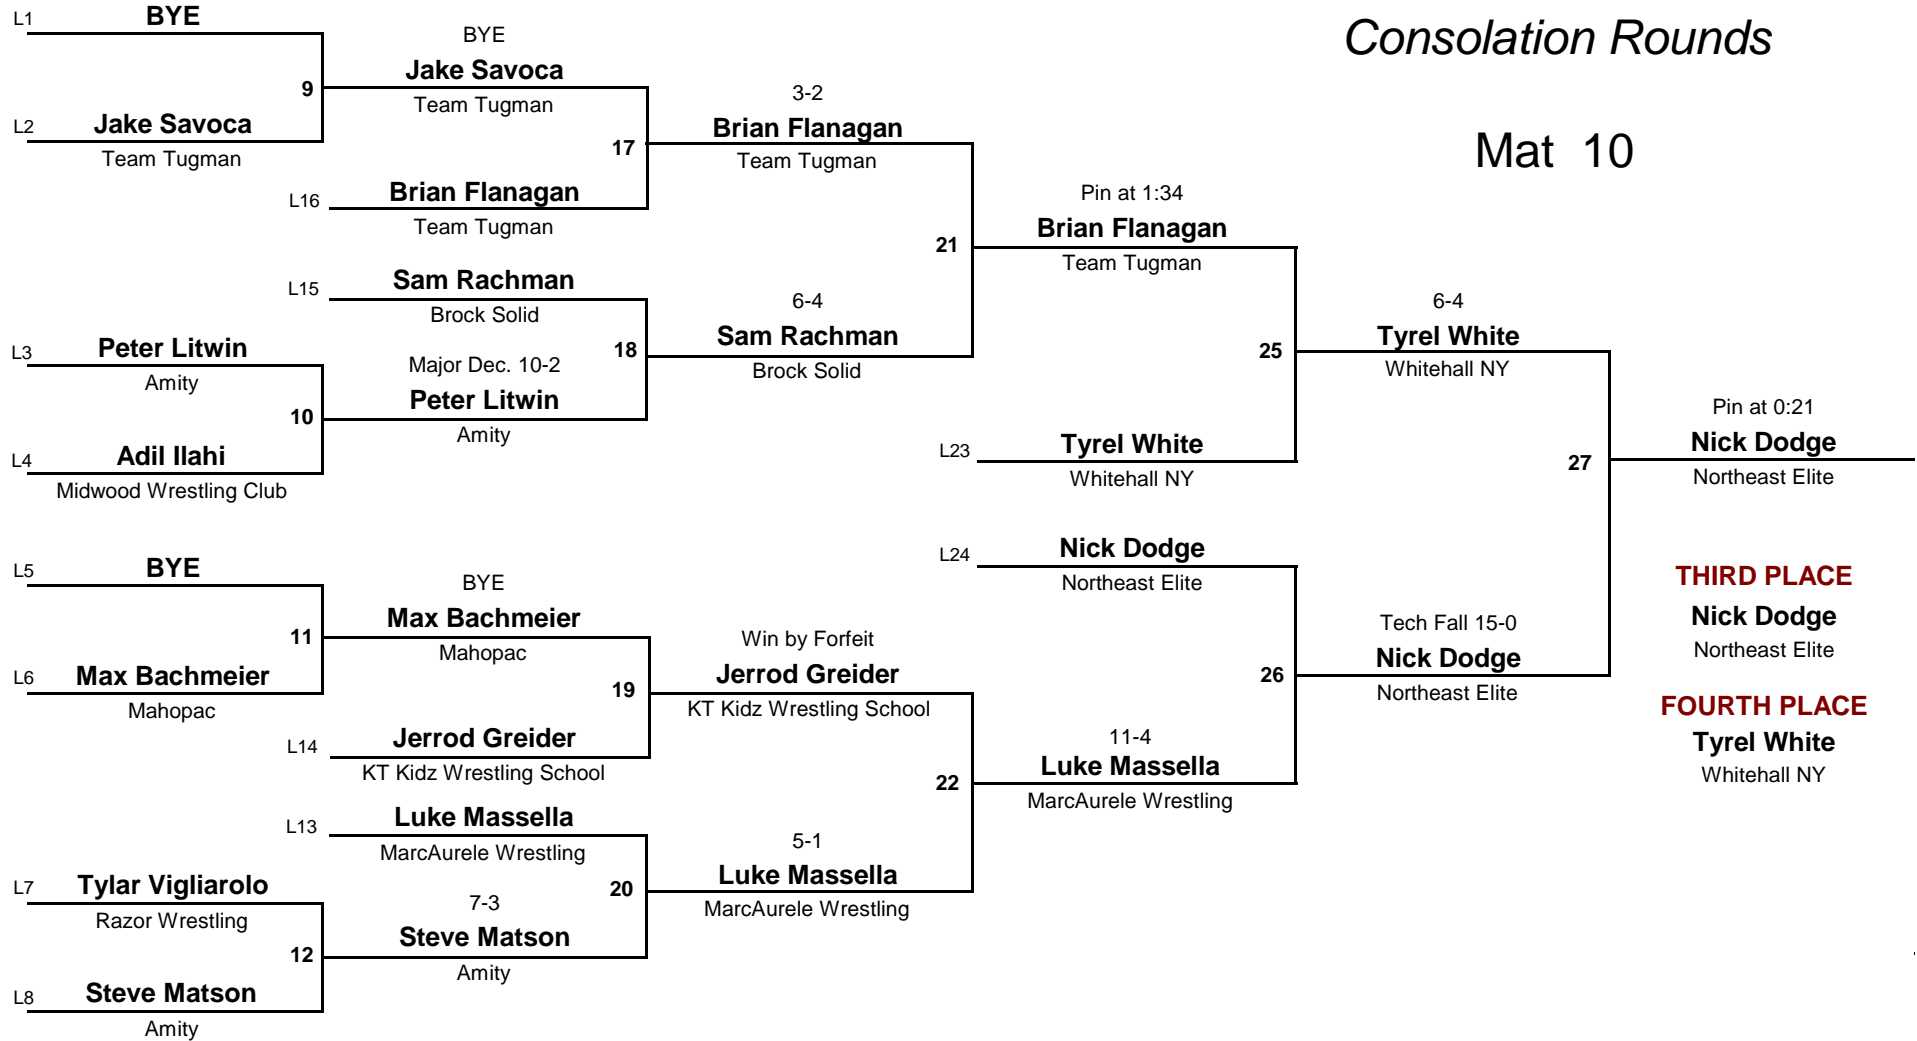 Consolation Rounds
Mat 10
L1 BYE
9
L2 Jake Savoca
Team Tugman
L3 Peter Litwin
Amity
10
L4 Adil Ilahi
Midwood Wrestling Club
L5 BYE
11
L6 Max Bachmeier
Mahopac
L7 Tylar Vigliarolo
Razor Wrestling
12
L8 Steve Matson
Amity
BYE
Jake Savoca
Team Tugman
17
L16 Brian Flanagan
Team Tugman
L15 Sam Rachman
Brock Solid
18
Major Dec. 10-2
Peter Litwin
Amity
BYE
Max Bachmeier
Mahopac
19
L14 Jerrod Greider
KT Kidz Wrestling School
L13 Luke Massella
MarcAurele Wrestling
20
7-3
Steve Matson
Amity
3-2
Brian Flanagan
Team Tugman
21
6-4
Sam Rachman
Brock Solid
Win by Forfeit
Jerrod Greider
KT Kidz Wrestling School
22
5-1
Luke Massella
MarcAurele Wrestling
Pin at 1:34
Brian Flanagan
Team Tugman
25
L23 Tyrel White
Whitehall NY
L24 Nick Dodge
Northeast Elite
26
11-4
Luke Massella
MarcAurele Wrestling
6-4
Tyrel White
Whitehall NY
27
Tech Fall 15-0
Nick Dodge
Northeast Elite
Pin at 0:21
Nick Dodge
Northeast Elite
THIRD PLACE
Nick Dodge
Northeast Elite
FOURTH PLACE
Tyrel White
Whitehall NY